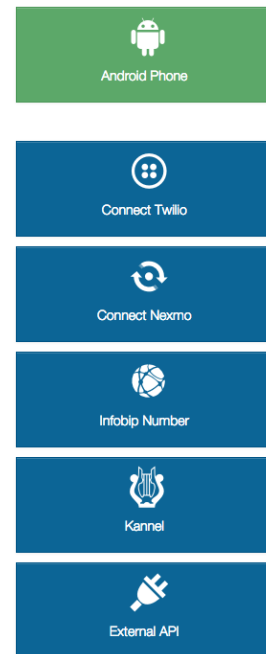 Android Phone
Connect Twilio
Connect Nexmo
Infobip Number
Kannel
External API